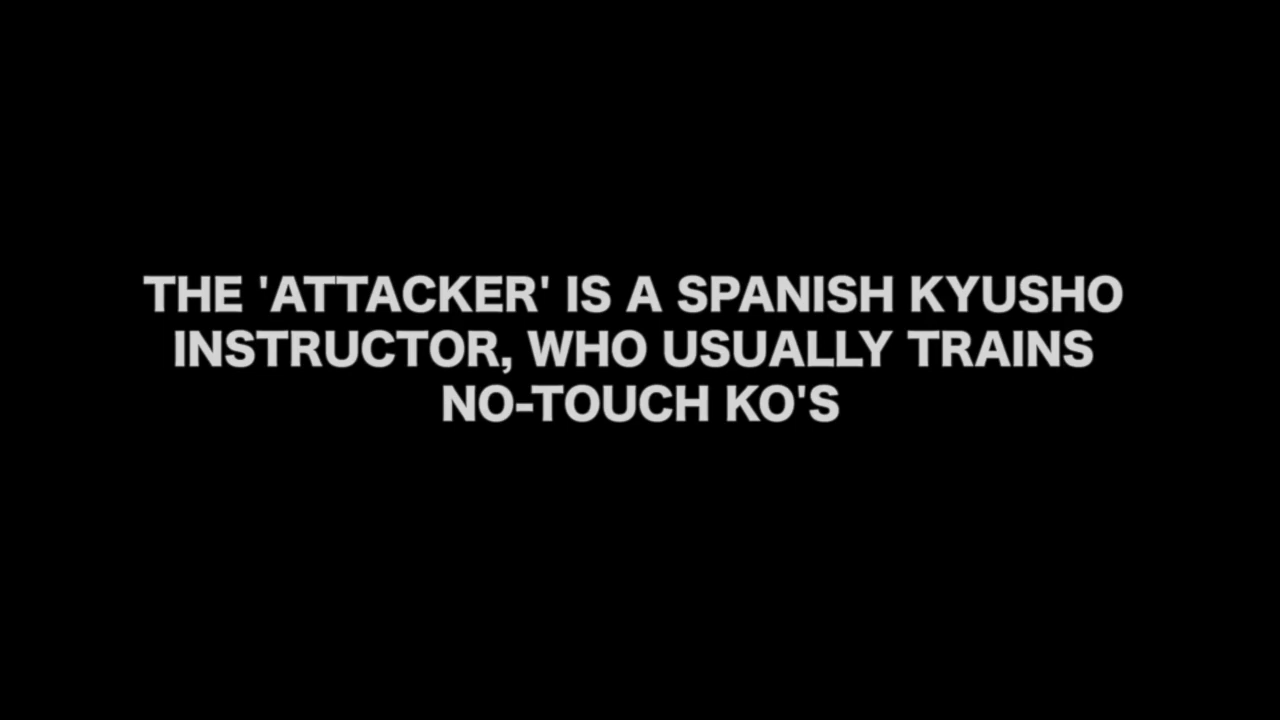 THE 'ATTACKER' IS A SPANISH KYUSHO
INSTRUCTOR, WHO USUALLY TRAINS
NO-TOUCH KO'S